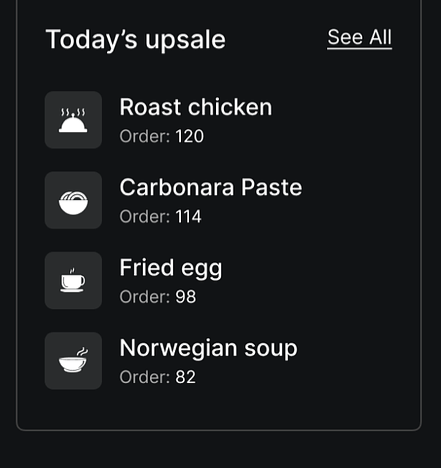 Today’s upsale
See All
Roast chicken
Order: 120
Carbonara Paste
Order: 114
Fried egg
Order: 98
Norwegian soup
Order: 82